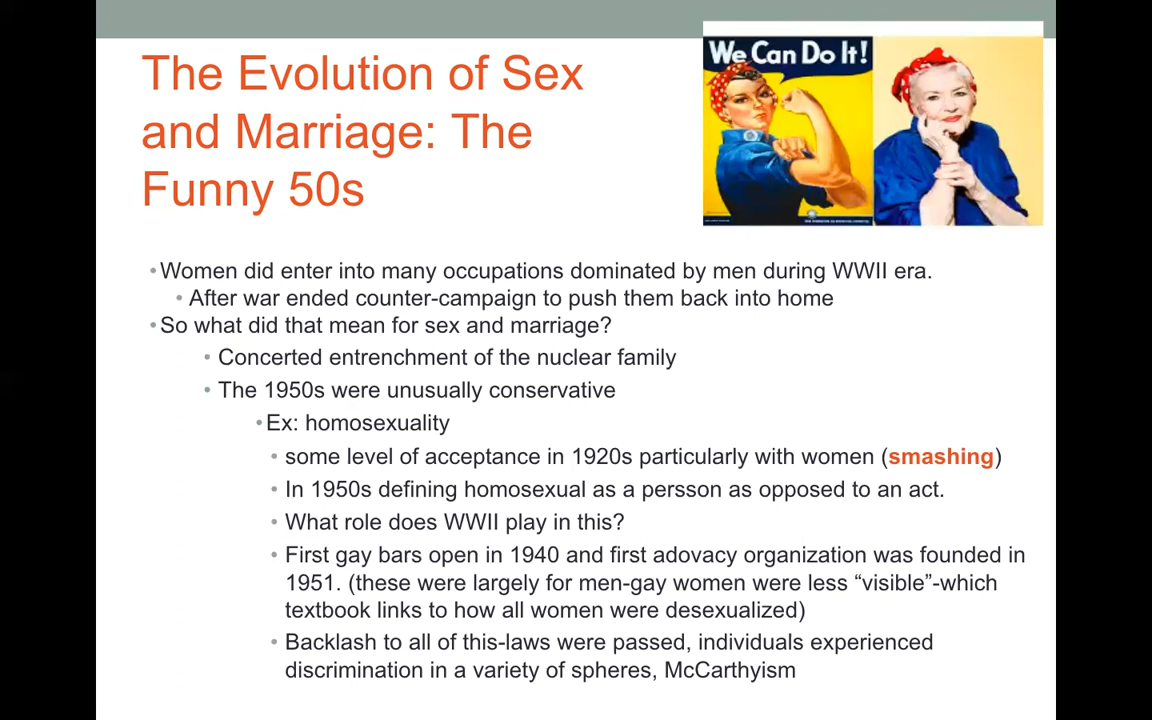 The Evolution of Sex
and Marriage: The
Funny 50s
We Can Do It!
•Women did enter into many occupations dominated by men during WWII era.
• After war ended counter-campaign to push them back into home
•So what did that mean for sex and marriage?
• Concerted entrenchment of the nuclear family
• The 1950s were unusually conservative
•Ex: homosexuality
• some level of acceptance in 1920s particularly with women (smashing)
• In 1950s defining homosexual as a persson as opposed to an act.
• What role does WWII play in this?
• First gay bars open in 1940 and first adovacy organization was founded in
1951. (these were largely for men-gay women were less “visible”-which
textbook links to how all women were desexualized)
• Backlash to all of this-laws were passed, individuals experienced
discrimination in a variety of spheres, McCarthyism